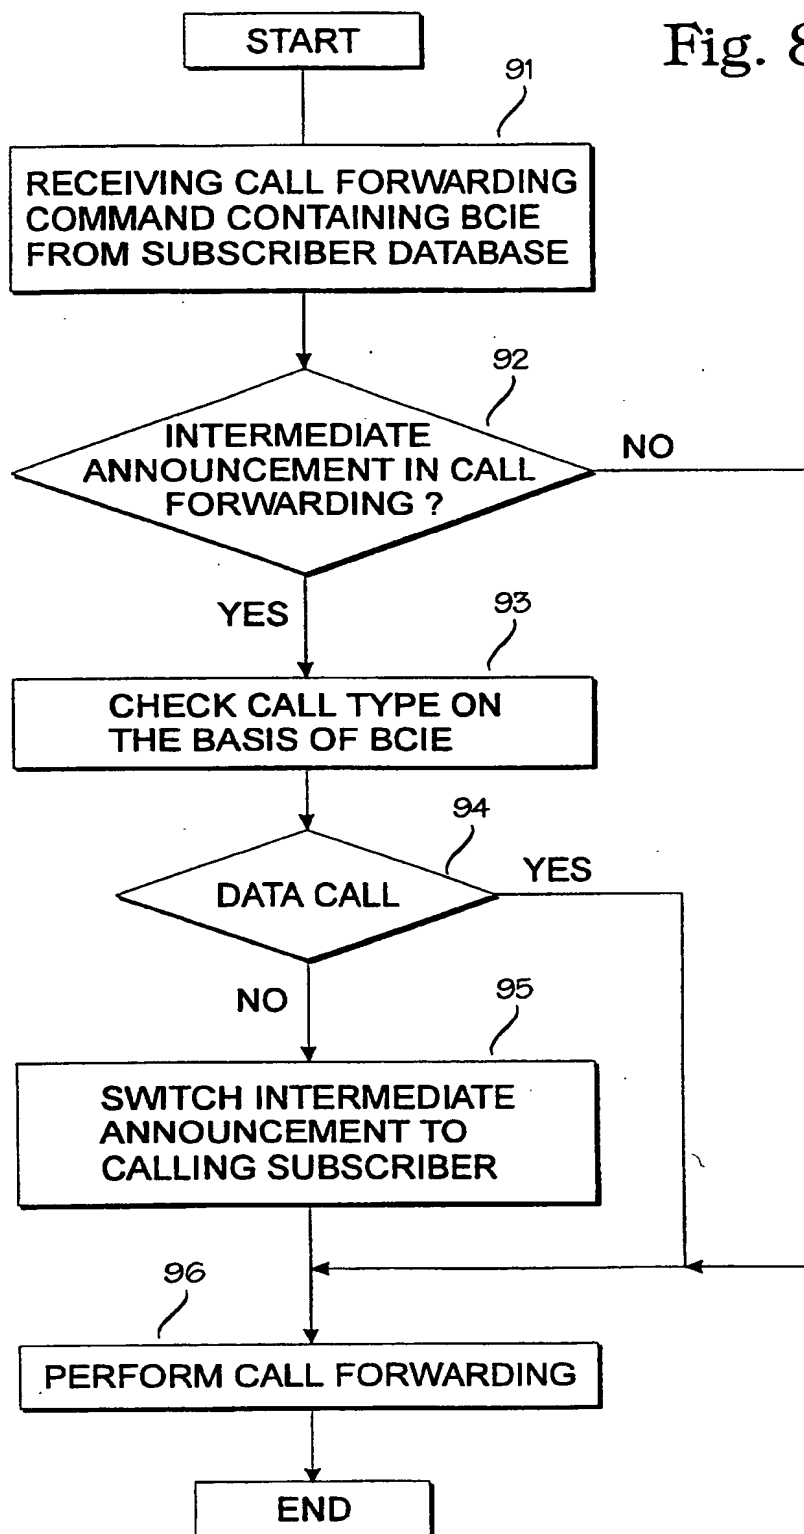 START
Fig. 8
91
RECEIVING CALL FORWARDING
COMMAND CONTAINING BCIE
FROM SUBSCRIBER DATABASE
92
INTERMEDIATE
ANNOUNCEMENT IN CALL
FORWARDING ?
NO
YES
93
CHECK CALL TYPE ON
THE BASIS OF BCIE
94
DATA CALL
YES
NO
95
SWITCH INTERMEDIATE
ANNOUNCEMENT TO
CALLING SUBSCRIBER
96
PERFORM CALL FORWARDING
END